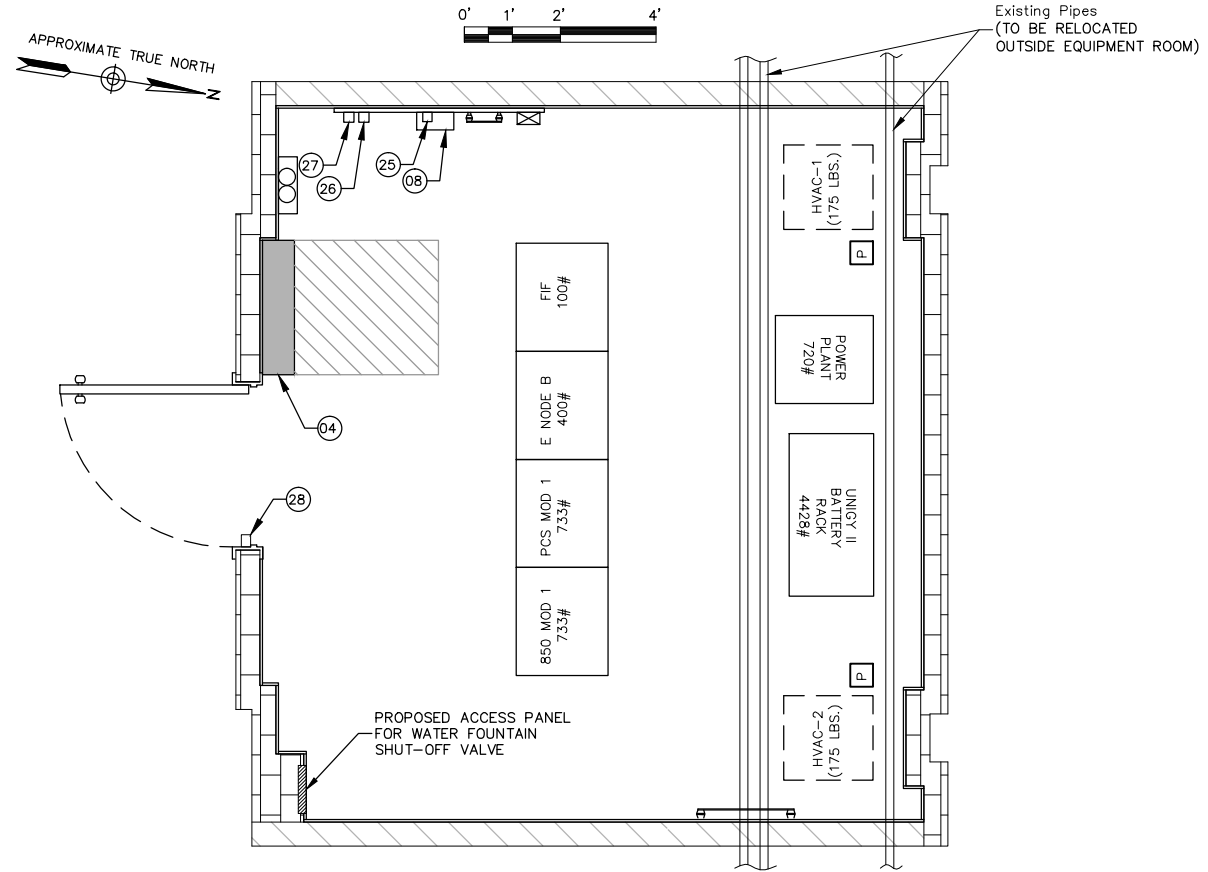 0' 1' 2' 4'
Existing Pipes
(TO BE RELOCATED
OUTSIDE EQUIPMENT ROOM)
APPROXIMATE TRUE NORTH
N
27
26
25
08
HVAC-1
(175 LBS.)
P
FIF
100#
POWER
PLANT
720#
E NODE B
400#
04
UNIGY II
BATTERY
RACK
4428#
PCS MOD 1
733#
28
850 MOD 1
733#
P
HVAC-2
(175 LBS.)
PROPOSED ACCESS PANEL
FOR WATER FOUNTAIN
SHUT-OFF VALVE